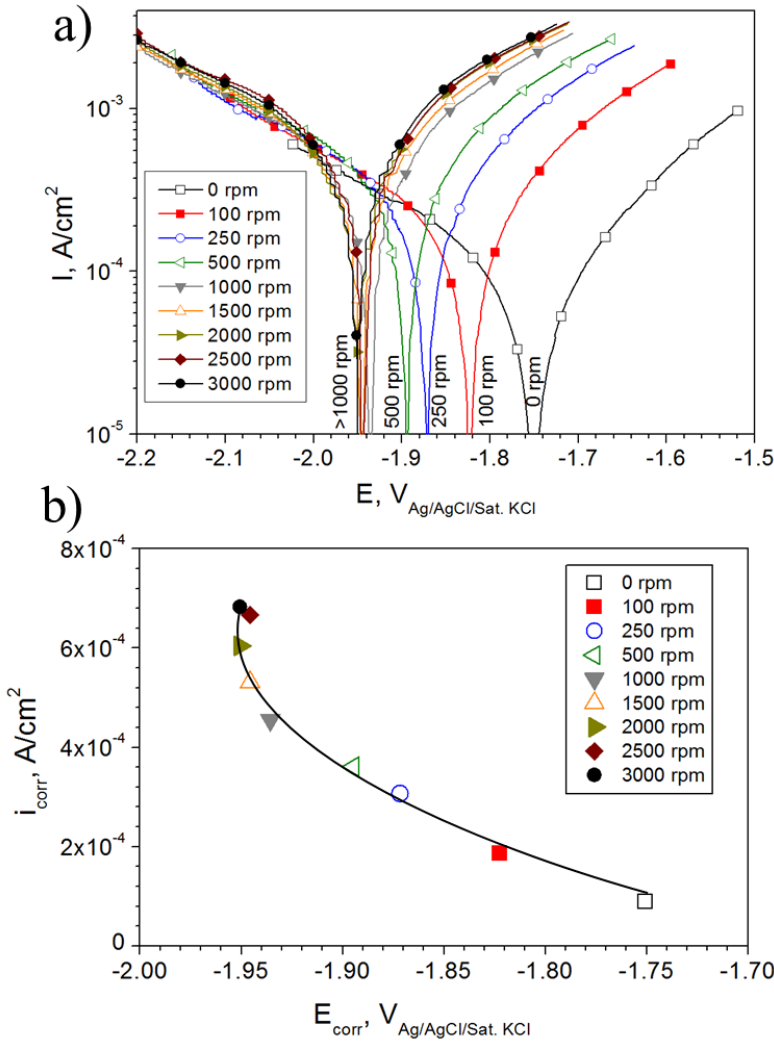 a)
I, A/cm²
10⁻³
10⁻⁴
10⁻⁵
0 rpm
100 rpm
250 rpm
500 rpm
1000 rpm
1500 rpm
2000 rpm
2500 rpm
3000 rpm
>1000 rpm
500 rpm
250 rpm
100 rpm
0 rpm
-2.2 -2.1 -2.0 -1.9 -1.8 -1.7 -1.6 -1.5
E, V Ag/AgCl/Sat. KCl
b)
i corr, A/cm²
8x10⁻⁴
6x10⁻⁴
4x10⁻⁴
2x10⁻⁴
0
0 rpm
100 rpm
250 rpm
500 rpm
1000 rpm
1500 rpm
2000 rpm
2500 rpm
3000 rpm
-2.00 -1.95 -1.90 -1.85 -1.80 -1.75 -1.70
E corr, V Ag/AgCl/Sat. KCl